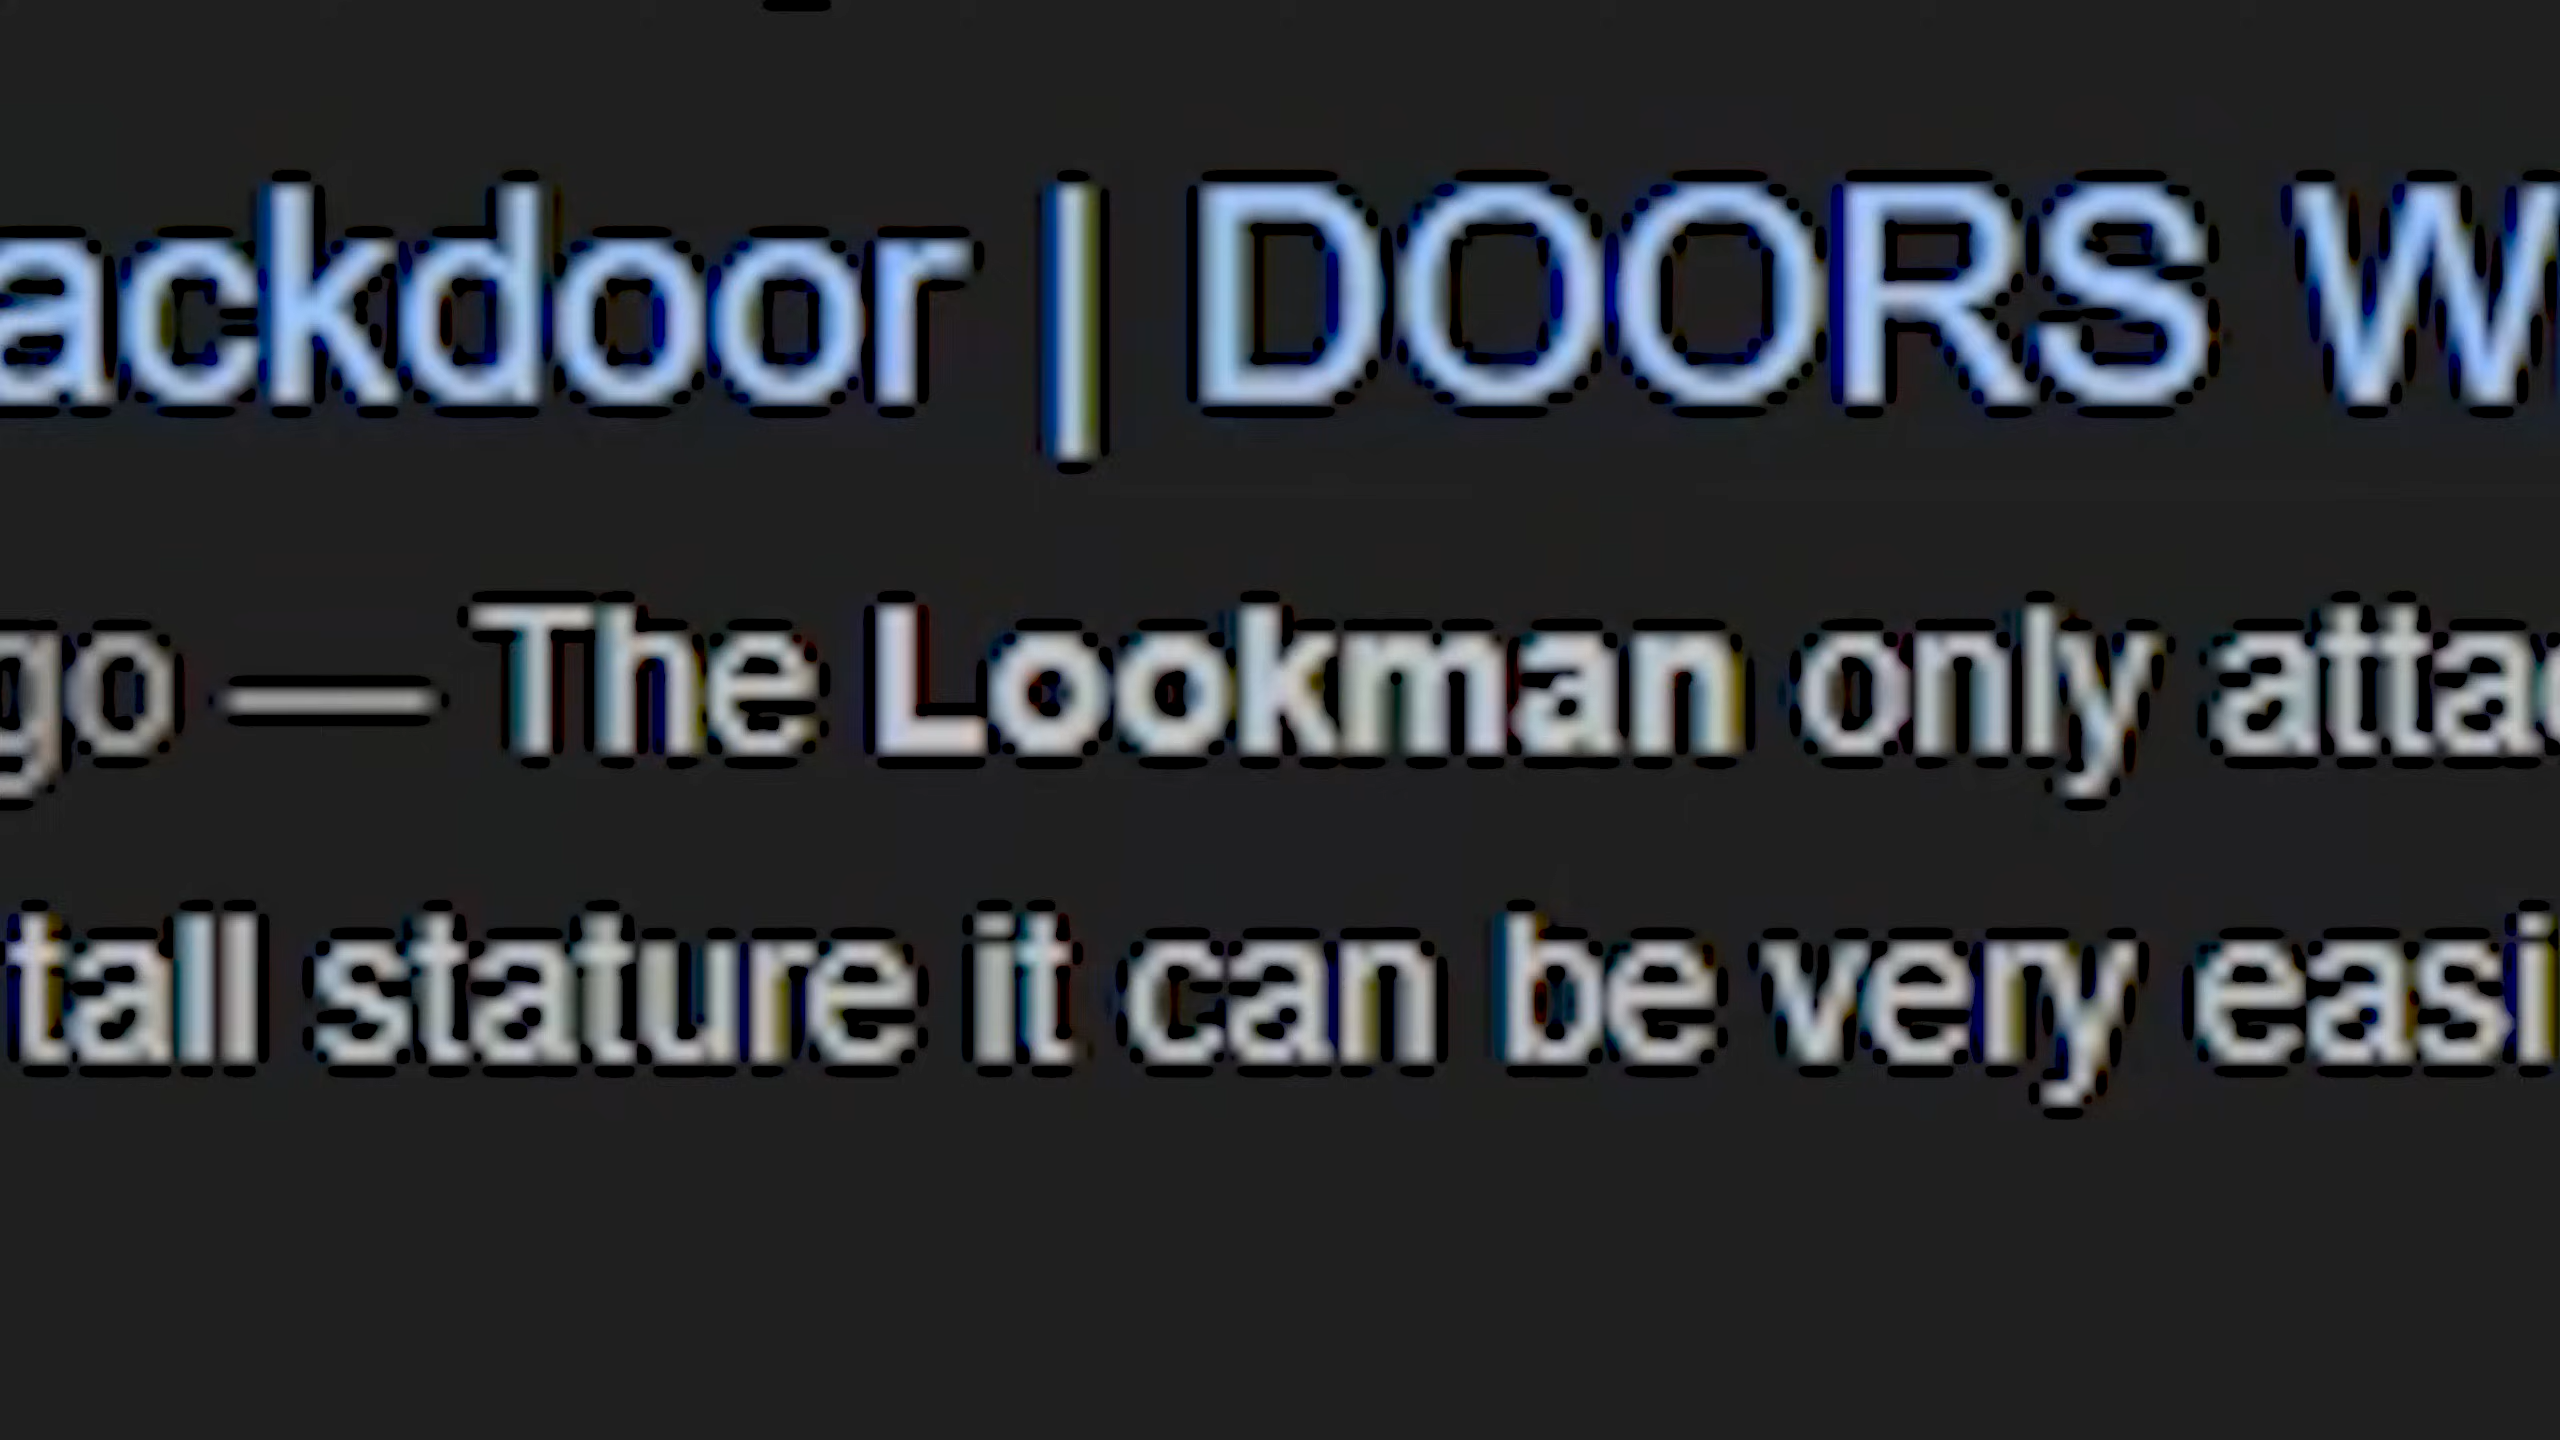 ackdoor | DOORS W
go — The Lookman only attac
tall stature it can be very easi